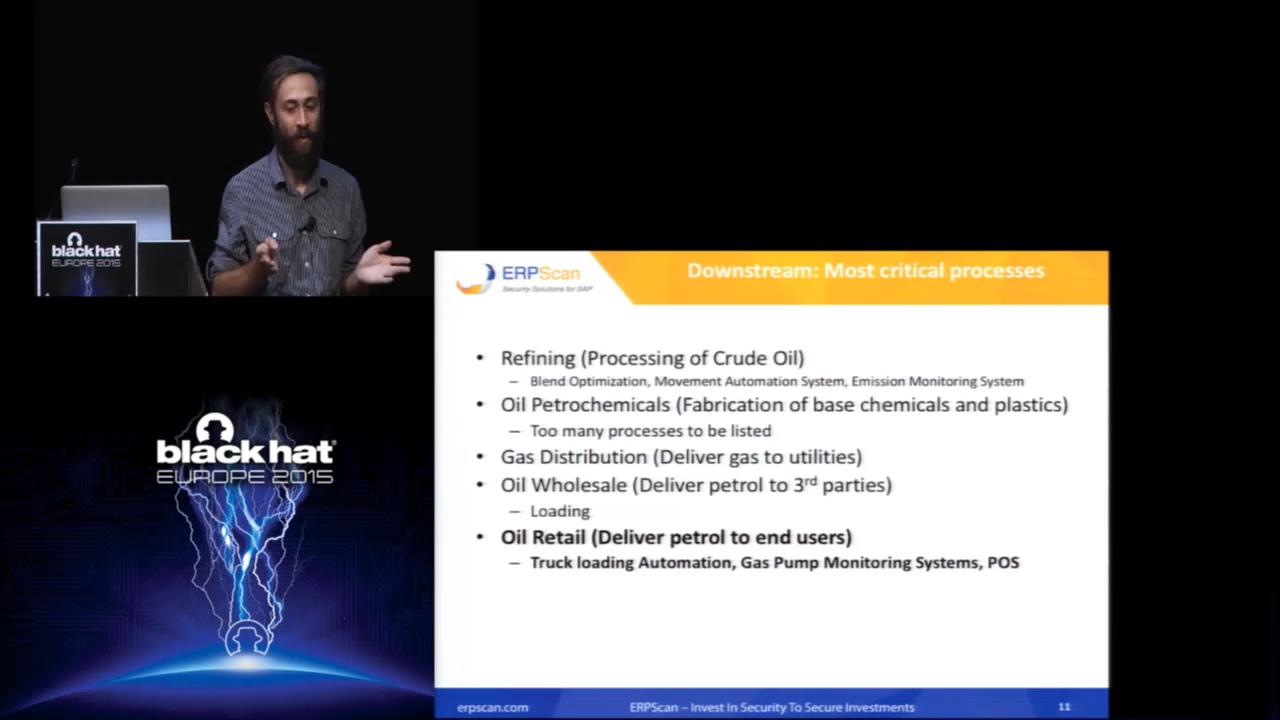 black hat
EUROPE 2015
ERPScan
Security Solutions for SAP
Downstream: Most critical processes
• Refining (Processing of Crude Oil)
– Blend Optimization, Movement Automation System, Emission Monitoring System
• Oil Petrochemicals (Fabrication of base chemicals and plastics)
– Too many processes to be listed
• Gas Distribution (Deliver gas to utilities)
• Oil Wholesale (Deliver petrol to 3rd parties)
– Loading
• Oil Retail (Deliver petrol to end users)
– Truck loading Automation, Gas Pump Monitoring Systems, POS
black hat®
EUROPE 2015
erpscan.com
ERPScan – Invest In Security To Secure Investments
11